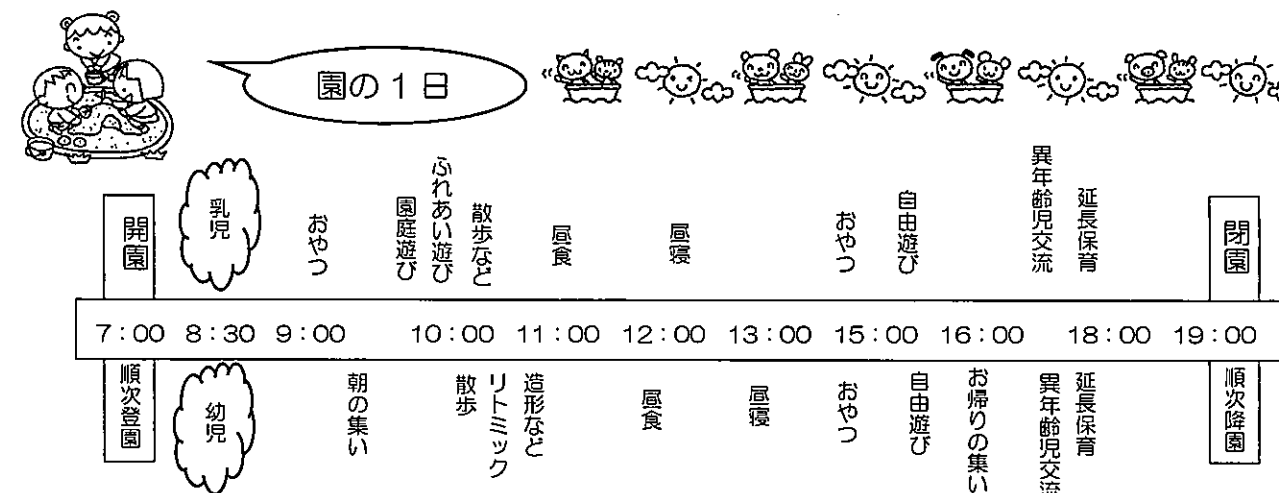 園の1日
開園
乳児
おやつ
園庭遊び
ふれあい遊び
散歩など
昼食
昼寝
おやつ
自由遊び
異年齢児交流
延長保育
閉園
7:00 8:30 9:00 10:00 11:00 12:00 13:00 15:00 16:00 18:00 19:00
順次登園
幼児
朝の集い
散歩
リトミック
造形など
昼食
昼寝
おやつ
自由遊び
お帰りの集い
異年齢児交流
延長保育
順次降園